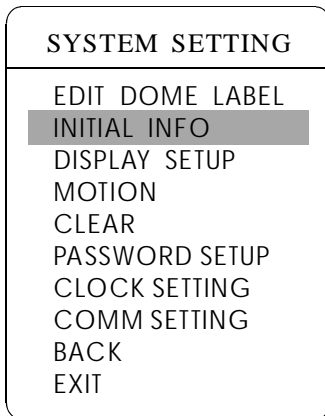 SYSTEM SETTING
EDIT DOME LABEL
INITIAL INFO
DISPLAY SETUP
MOTION
CLEAR
PASSWORD SETUP
CLOCK SETTING
COMM SETTING
BACK
EXIT